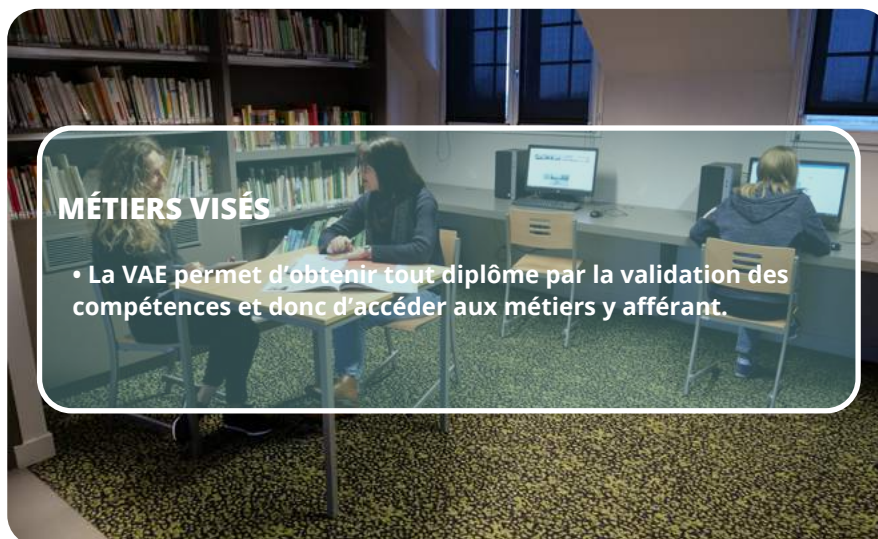 MÉTIERS VISÉS
• La VAE permet d’obtenir tout diplôme par la validation des
compétences et donc d’accéder aux métiers y afférant.